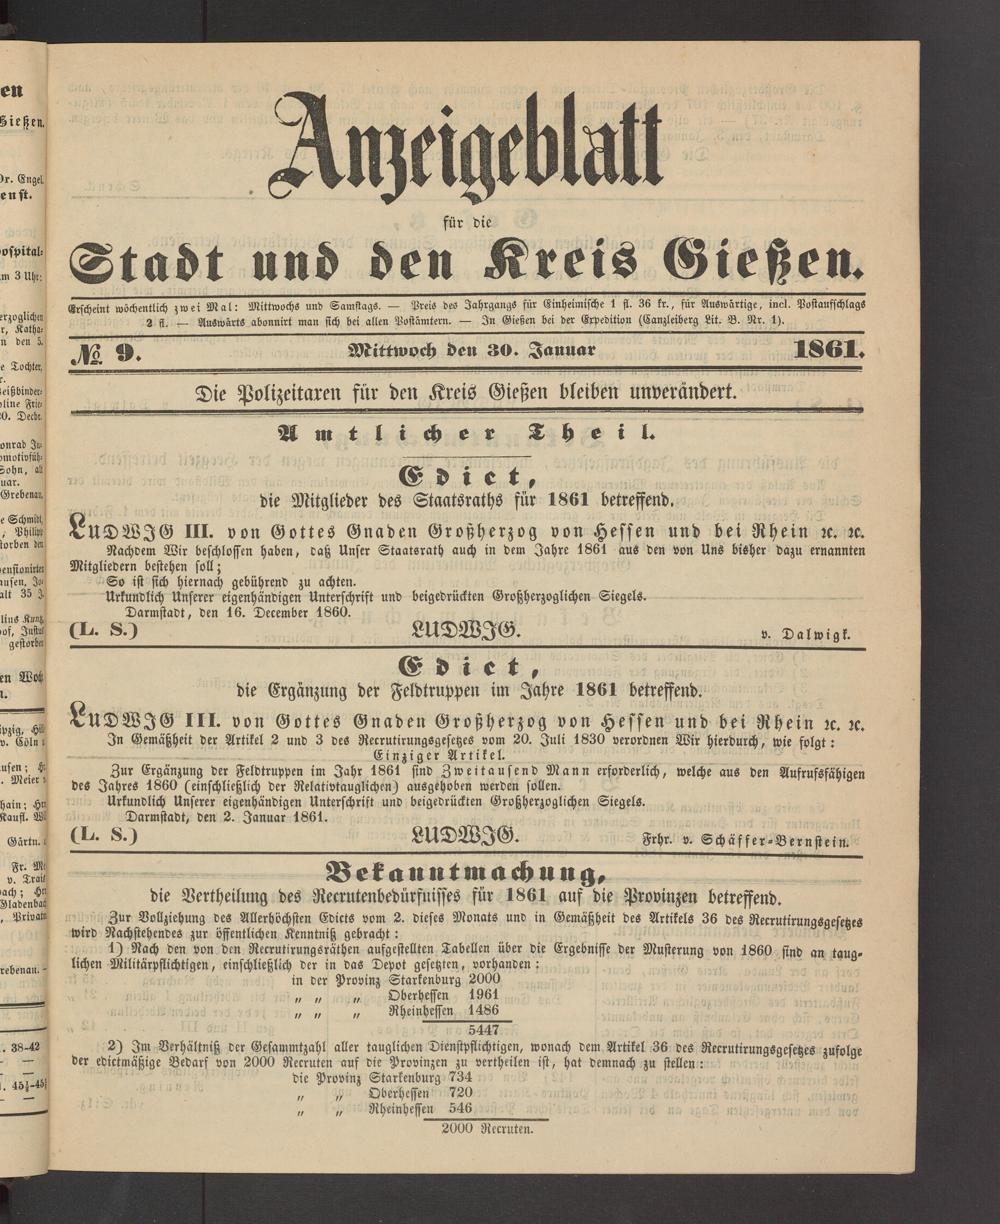 Anzeigeblatt
für die
Stadt und den Kreis Gießen.
Erscheint wöchentlich zwei Mal: Mittwochs und Samstags. — Preis des Jahrgangs für Einheimische 1 fl. 36 kr., für Auswärtige, incl. Postaufschlags
2 fl. — Auswärts abonnirt man sich bei allen Postämtern. — In Gießen bei der Expedition (Canzleiberg Lit. B. Nr. 1).
№ 9. Mittwoch den 30. Januar 1861.
Die Polizeitaxen für den Kreis Gießen bleiben unverändert.
Amtlicher Theil.
Edict,
die Mitglieder des Staatsraths für 1861 betreffend.
LUDWIG III. von Gottes Gnaden Großherzog von Hessen und bei Rhein ꝛc. ꝛc.
Nachdem Wir beschlossen haben, daß Unser Staatsrath auch in dem Jahre 1861 aus den von Uns bisher dazu ernannten
Mitgliedern bestehen soll;
So ist sich hiernach gebührend zu achten.
Urkundlich Unserer eigenhändigen Unterschrift und beigedrückten Großherzoglichen Siegels.
Darmstadt, den 16. December 1860.
(L. S.) LUDWIG. v. Dalwigk.
Edict,
die Ergänzung der Feldtruppen im Jahre 1861 betreffend.
LUDWIG III. von Gottes Gnaden Großherzog von Hessen und bei Rhein ꝛc. ꝛc.
In Gemäßheit der Artikel 2 und 3 des Recrutirungsgesetzes vom 20. Juli 1830 verordnen Wir hierdurch, wie folgt:
Einziger Artikel.
Zur Ergänzung der Feldtruppen im Jahr 1861 sind Zweitausend Mann erforderlich, welche aus den Aufrufsfähigen
des Jahres 1860 (einschließlich der Relativtauglichen) ausgehoben werden sollen.
Urkundlich Unserer eigenhändigen Unterschrift und beigedrückten Großherzoglichen Siegels.
Darmstadt, den 2. Januar 1861.
(L. S.) LUDWIG. Frhr. v. Schäffer-Bernstein.
Bekanntmachung,
die Vertheilung des Recrutenbedürfnisses für 1861 auf die Provinzen betreffend.
Zur Vollziehung des Allerhöchsten Edicts vom 2. dieses Monats und in Gemäßheit des Artikels 36 des Recrutirungsgesetzes
wird Nachstehendes zur öffentlichen Kenntniß gebracht:
1) Nach den von den Recrutirungsräthen aufgestellten Tabellen über die Ergebnisse der Musterung von 1860 sind an taug-
lichen Militärpflichtigen, einschließlich der in das Depot gesetzten, vorhanden:
in der Provinz Starkenburg 2000
„ „ „ Oberhessen 1961
„ „ „ Rheinhessen 1486
5447
2) Im Verhältniß der Gesammtzahl aller tauglichen Dienstpflichtigen, wonach dem Artikel 36 des Recrutirungsgesetzes zufolge
der edictmäßige Bedarf von 2000 Recruten auf die Provinzen zu vertheilen ist, hat demnach zu stellen:
die Provinz Starkenburg 734
„ „ Oberhessen 720
„ „ Rheinhessen 546
2000 Recruten.